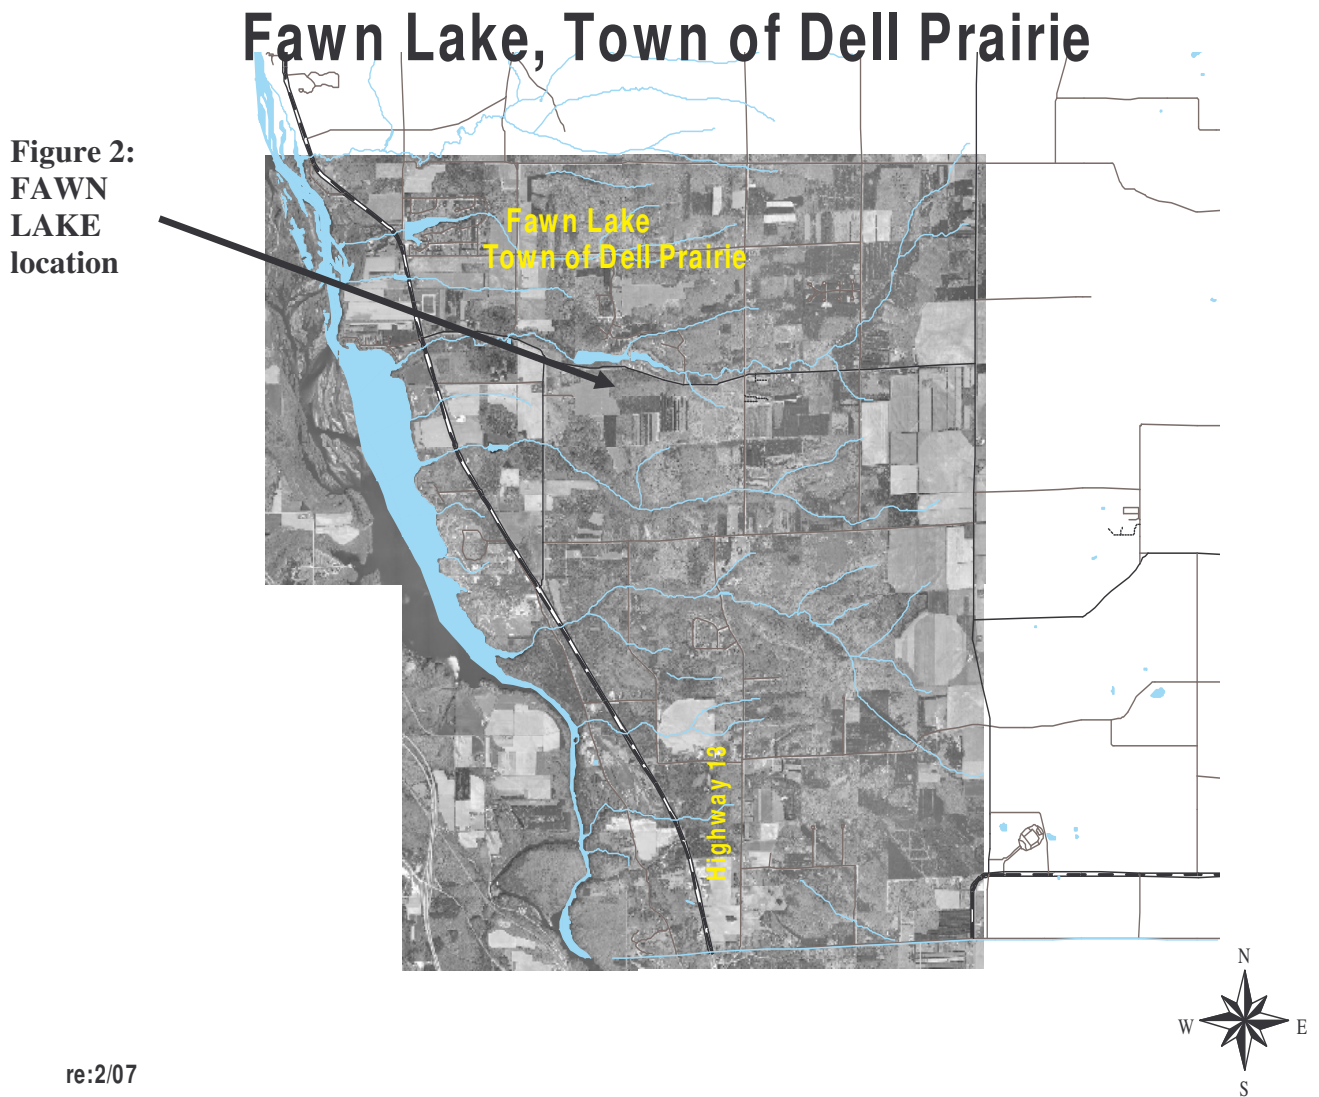 Fawn Lake, Town of Dell Prairie
Figure 2:
FAWN
LAKE
location
Fawn Lake
Town of Dell Prairie
Highway 13
N
W
E
S
re:2/07